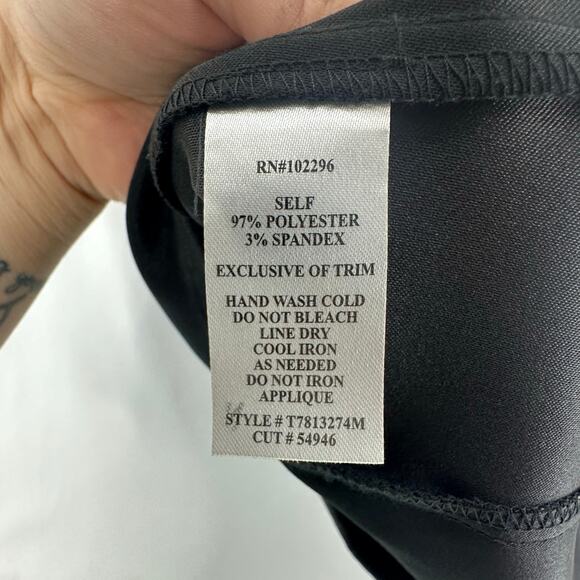 RN#102296
SELF
97% POLYESTER
3% SPANDEX
EXCLUSIVE OF TRIM
HAND WASH COLD
DO NOT BLEACH
LINE DRY
COOL IRON
AS NEEDED
DO NOT IRON
APPLIQUE
STYLE # T7813274M
CUT # 54946